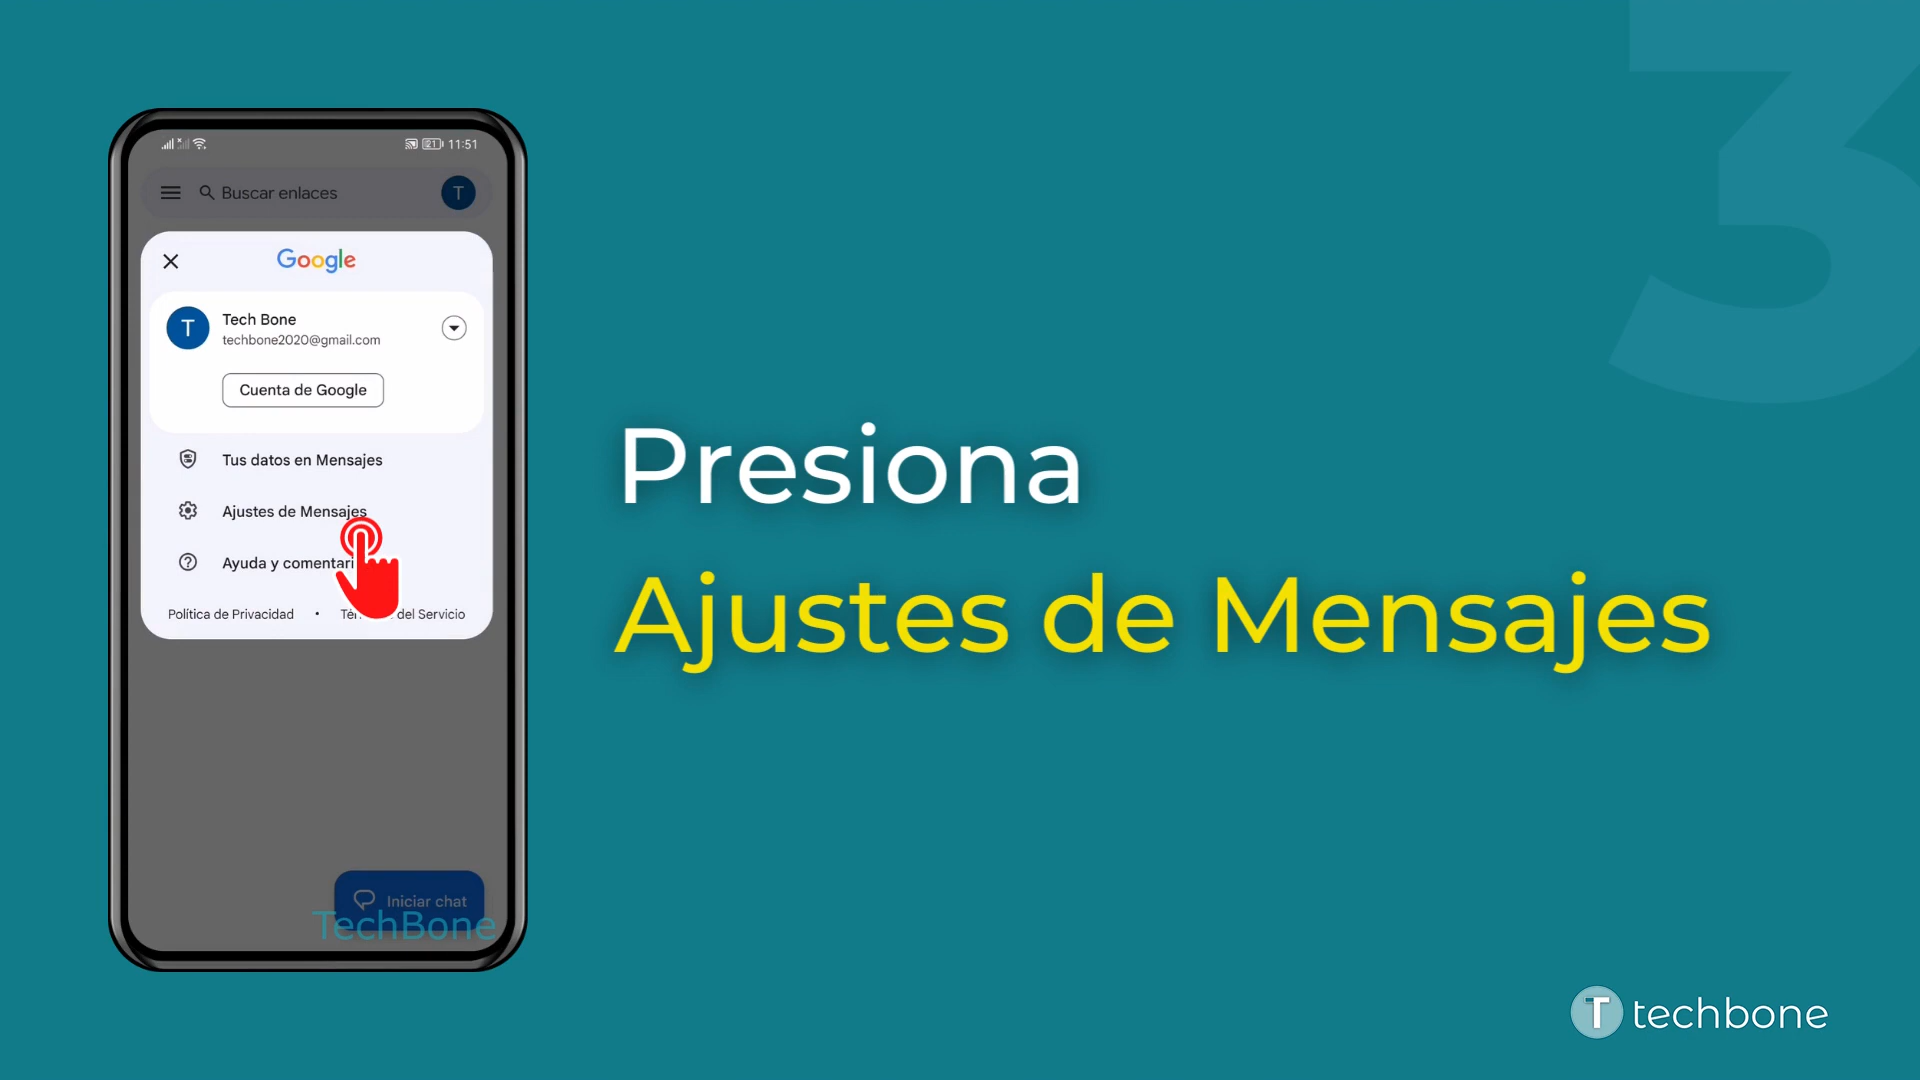 3
11:51
Buscar enlaces
T
Google
T
Tech Bone
techbone2020@gmail.com
Cuenta de Google
Tus datos en Mensajes
Ajustes de Mensajes
Ayuda y comentari
Política de Privacidad • Tér del Servicio
Iniciar chat
TechBone
Presiona
Ajustes de Mensajes
T techbone